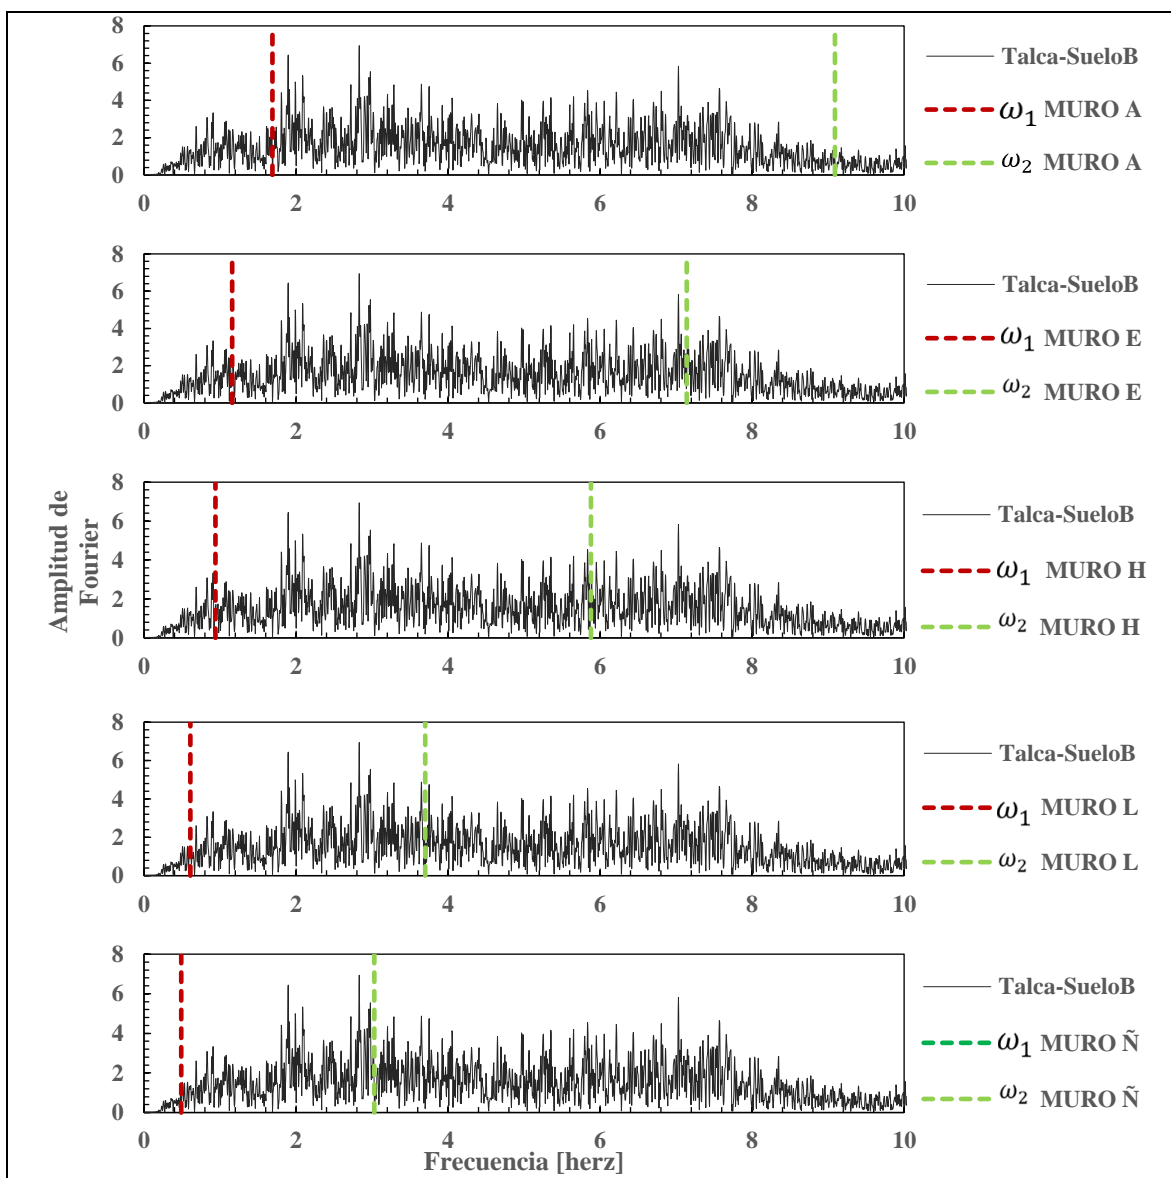 8
6
4
2
0
0 2 4 6 8 10
Talca-SueloB
ω1 MURO A
ω2 MURO A
8
6
4
2
0
0 2 4 6 8 10
Talca-SueloB
ω1 MURO E
ω2 MURO E
Amplitud de
Fourier
8
6
4
2
0
0 2 4 6 8 10
Talca-SueloB
ω1 MURO H
ω2 MURO H
8
6
4
2
0
0 2 4 6 8 10
Talca-SueloB
ω1 MURO L
ω2 MURO L
8
6
4
2
0
0 2 4 6 8 10
Talca-SueloB
ω1 MURO Ñ
ω2 MURO Ñ
Frecuencia [herz]